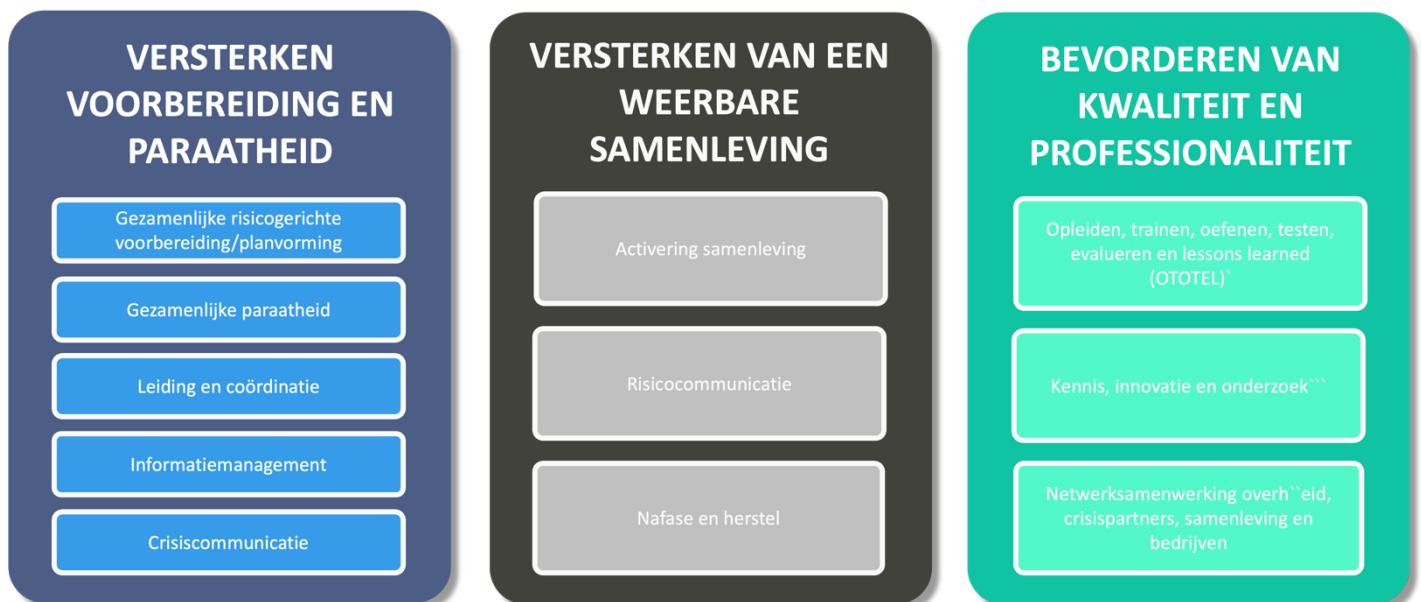 VERSTERKEN
VOORBEREIDING EN
PARAATHEID
Gezamenlijke risicogerichte
voorbereiding/planvorming
Gezamenlijke paraatheid
Leiding en coördinatie
Informatiemanagement
Crisiscommunicatie
VERSTERKEN VAN EEN
WEERBARE
SAMENLEVING
Activering samenleving
Risicocommunicatie
Nafase en herstel
BEVORDEREN VAN
KWALITEIT EN
PROFESSIONALITEIT
Opleiden, trainen, oefenen, testen,
evalueren en lessons learned
(OTOTEL)`
Kennis, innovatie en onderzoek```
Netwerksamenwerking overh``eid,
crisispartners, samenleving en
bedrijven